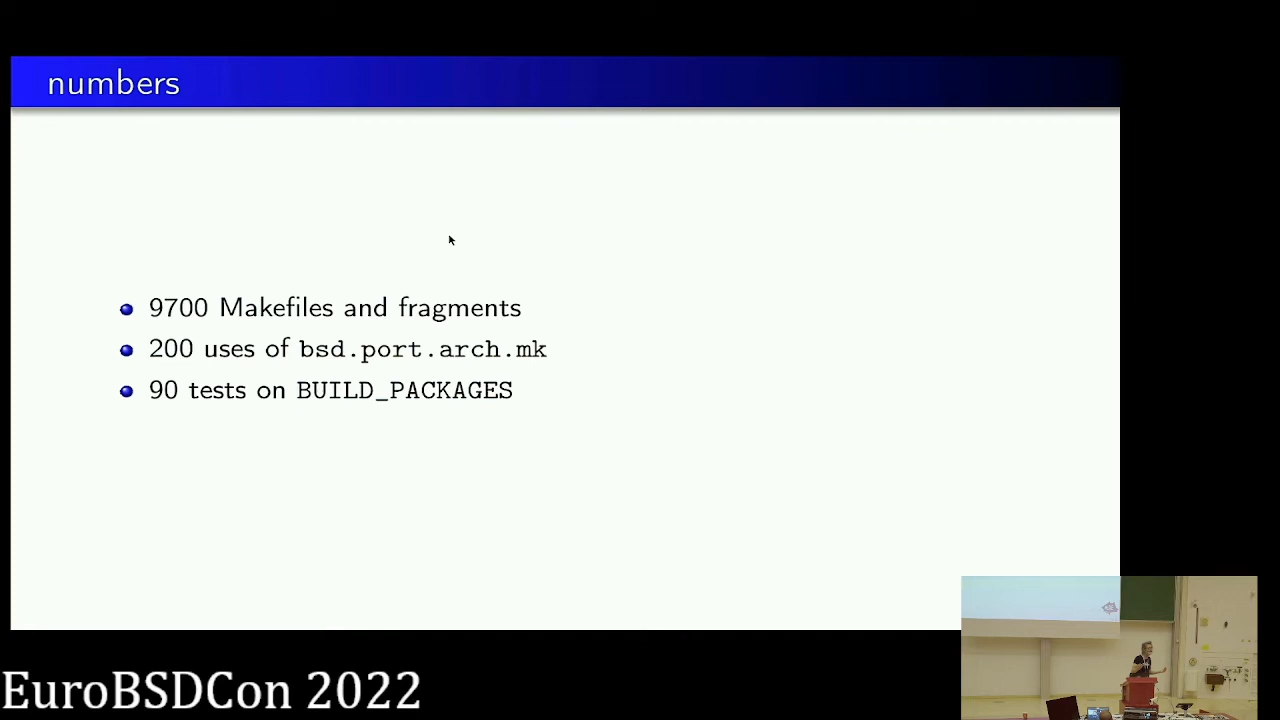 numbers
9700 Makefiles and fragments
200 uses of bsd.port.arch.mk
90 tests on BUILD_PACKAGES
EuroBSDCon 2022